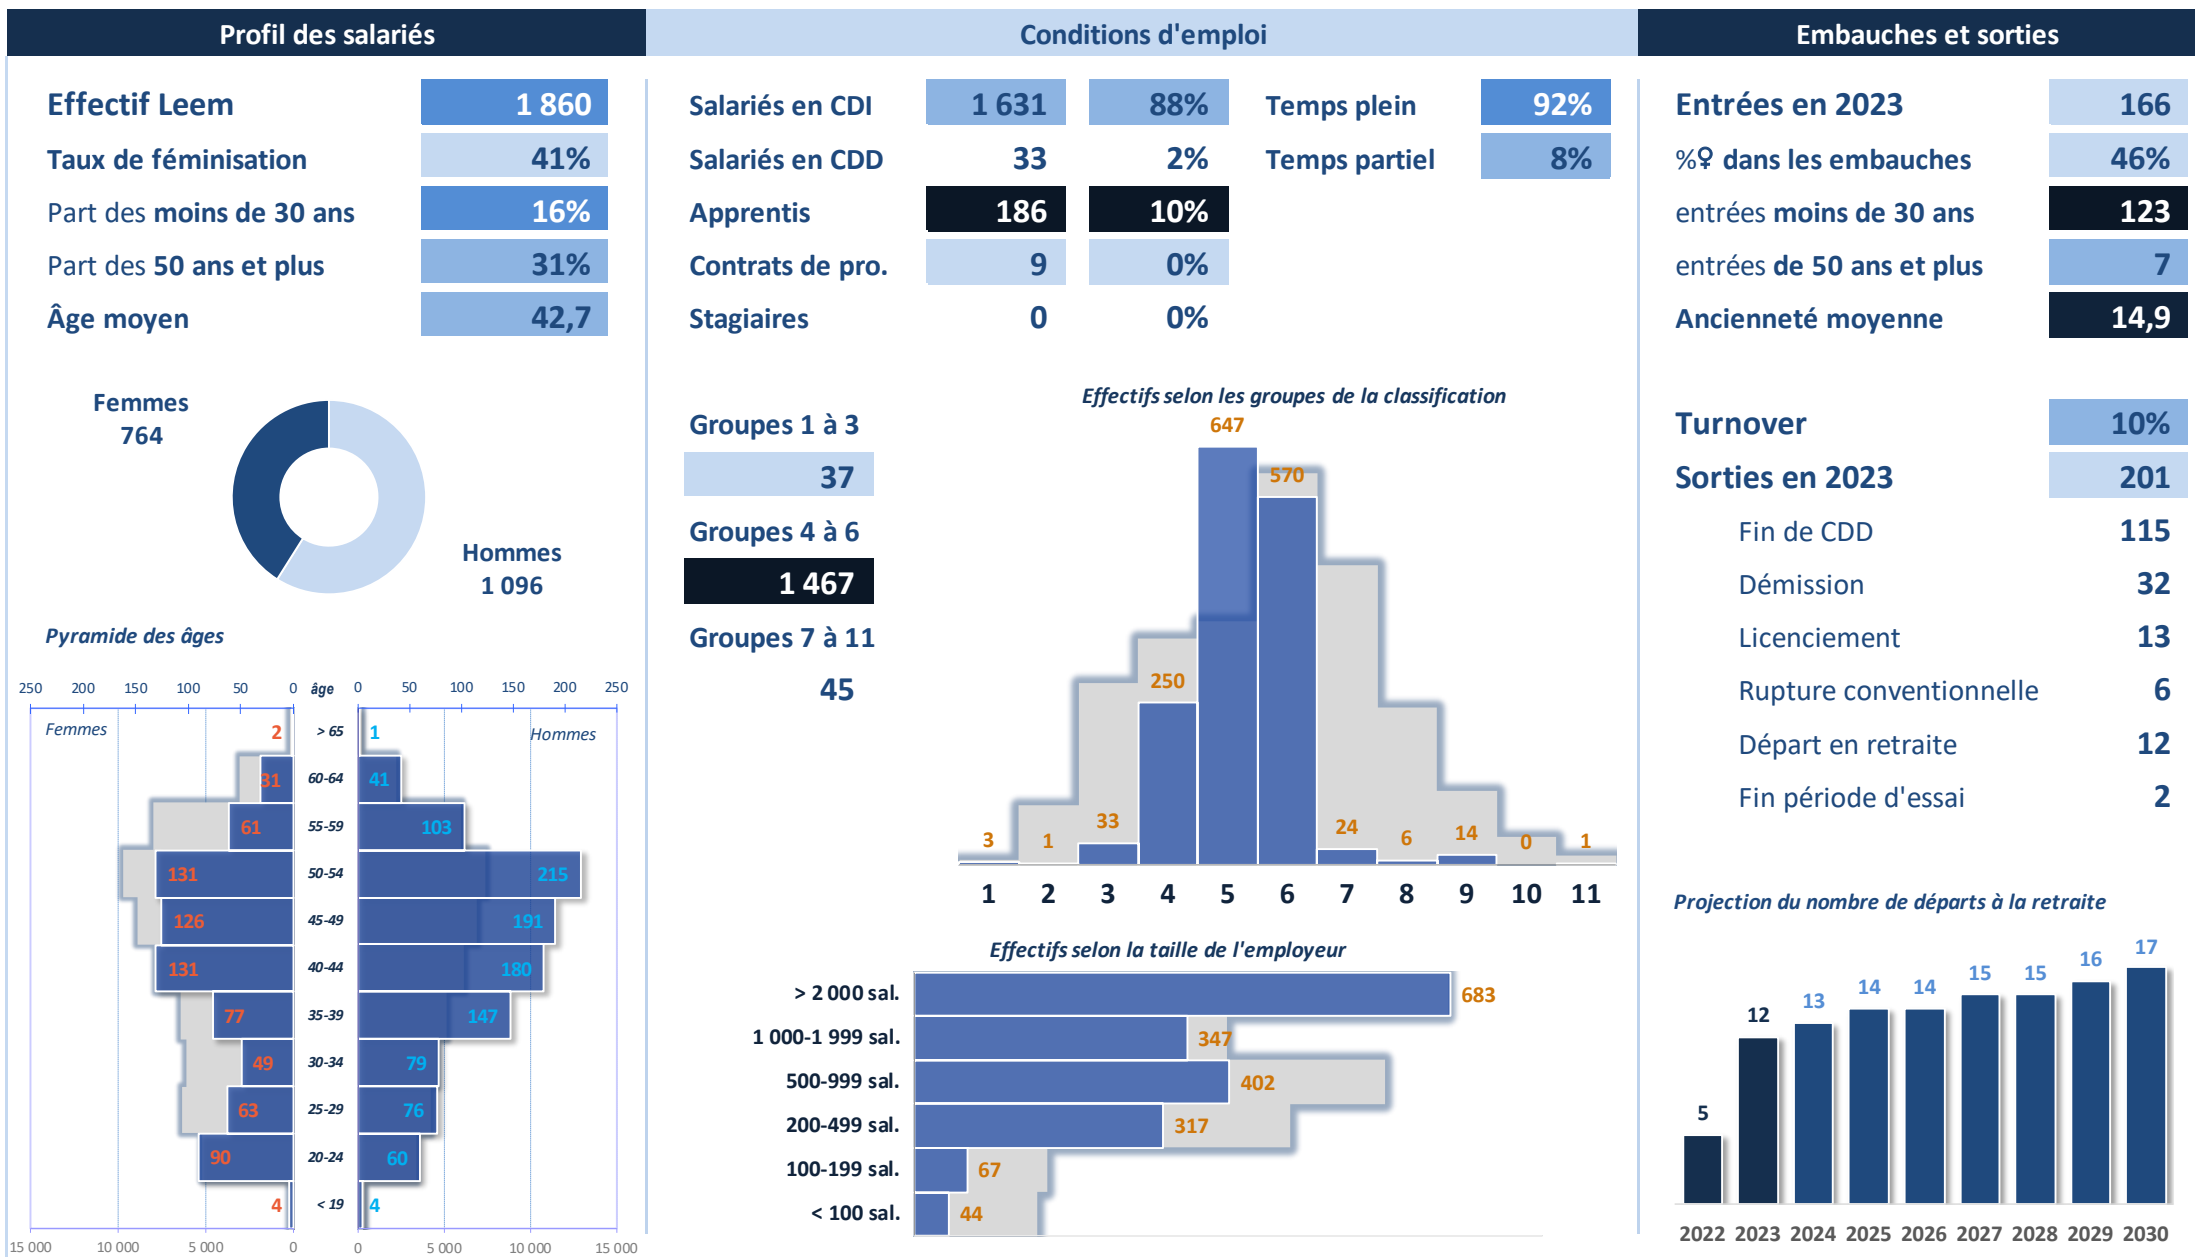 Profil des salariés
Effectif Leem 1 860
Taux de féminisation 41%
Part des moins de 30 ans 16%
Part des 50 ans et plus 31%
Âge moyen 42,7
Femmes
764
Hommes
1 096
Pyramide des âges
250 200 150 100 50 0 âge 0 50 100 150 200 250
Femmes Hommes
2 > 65 1
31 60-64 41
61 55-59 103
131 50-54 215
126 45-49 191
131 40-44 180
77 35-39 147
49 30-34 79
63 25-29 76
90 20-24 60
4 < 19 4
15 000 10 000 5 000 0 0 5 000 10 000 15 000
Conditions d'emploi
Salariés en CDI 1 631 88% Temps plein 92%
Salariés en CDD 33 2% Temps partiel 8%
Apprentis 186 10%
Contrats de pro. 9 0%
Stagiaires 0 0%
Groupes 1 à 3
37
Groupes 4 à 6
1 467
Groupes 7 à 11
45
Effectifs selon les groupes de la classification
3 1 33 250 647 570 24 6 14 0 1
1 2 3 4 5 6 7 8 9 10 11
Effectifs selon la taille de l'employeur
> 2 000 sal. 683
1 000-1 999 sal. 347
500-999 sal. 402
200-499 sal. 317
100-199 sal. 67
< 100 sal. 44
Embauches et sorties
Entrées en 2023 166
%♀ dans les embauches 46%
entrées moins de 30 ans 123
entrées de 50 ans et plus 7
Ancienneté moyenne 14,9
Turnover 10%
Sorties en 2023 201
Fin de CDD 115
Démission 32
Licenciement 13
Rupture conventionnelle 6
Départ en retraite 12
Fin période d'essai 2
Projection du nombre de départs à la retraite
5 12 13 14 14 15 15 16 17
2022 2023 2024 2025 2026 2027 2028 2029 2030